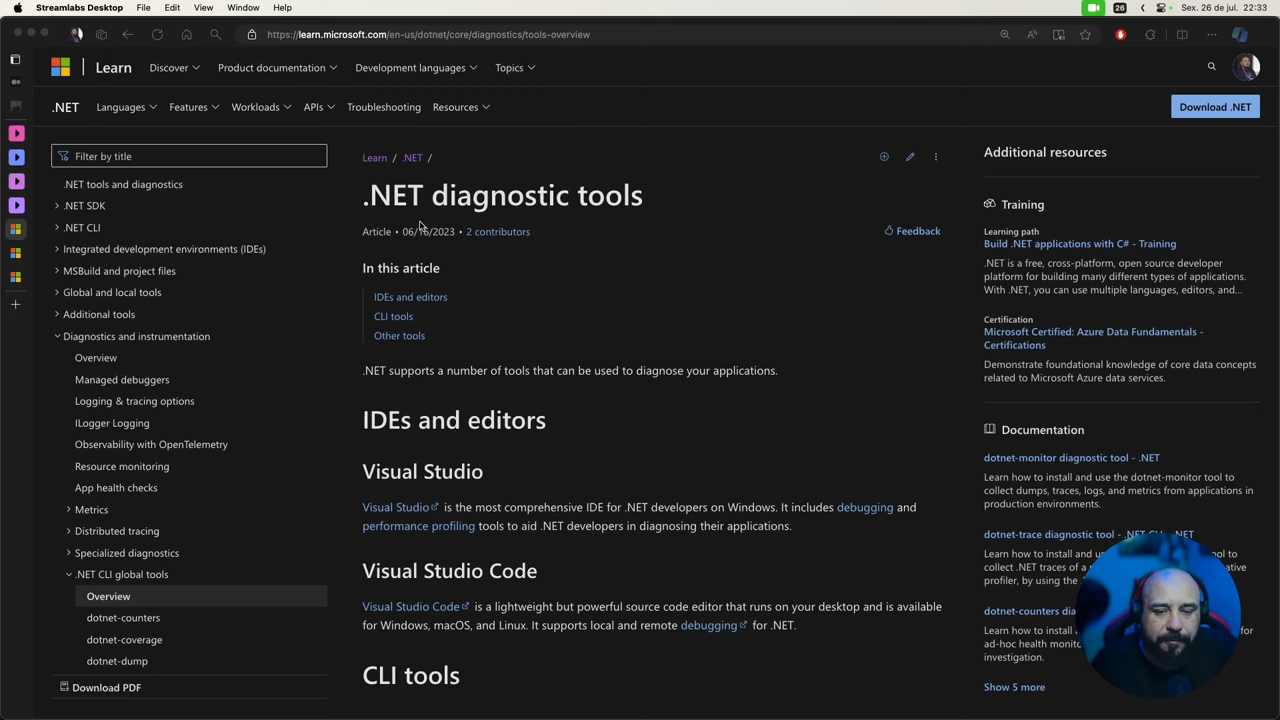 Streamlabs Desktop File Edit View Window Help 26 Sex. 26 de jul. 22:33
https://learn.microsoft.com/en-us/dotnet/core/diagnostics/tools-overview
Learn Discover Product documentation Development languages Topics
.NET Languages Features Workloads APIs Troubleshooting Resources Download .NET
Filter by title
.NET tools and diagnostics
.NET SDK
.NET CLI
Integrated development environments (IDEs)
MSBuild and project files
Global and local tools
Additional tools
Diagnostics and instrumentation
Overview
Managed debuggers
Logging & tracing options
ILogger Logging
Observability with OpenTelemetry
Resource monitoring
App health checks
Metrics
Distributed tracing
Specialized diagnostics
.NET CLI global tools
Overview
dotnet-counters
dotnet-coverage
dotnet-dump
Download PDF
Learn / .NET /
.NET diagnostic tools
Article • 06/16/2023 • 2 contributors
Feedback
In this article
IDEs and editors
CLI tools
Other tools
.NET supports a number of tools that can be used to diagnose your applications.
IDEs and editors
Visual Studio
Visual Studio is the most comprehensive IDE for .NET developers on Windows. It includes debugging and
performance profiling tools to aid .NET developers in diagnosing their applications.
Visual Studio Code
Visual Studio Code is a lightweight but powerful source code editor that runs on your desktop and is available
for Windows, macOS, and Linux. It supports local and remote debugging for .NET.
CLI tools
Additional resources
Training
Learning path
Build .NET applications with C# - Training
.NET is a free, cross-platform, open source developer
platform for building many different types of applications.
With .NET, you can use multiple languages, editors, and...
Certification
Microsoft Certified: Azure Data Fundamentals -
Certifications
Demonstrate foundational knowledge of core data concepts
related to Microsoft Azure data services.
Documentation
dotnet-monitor diagnostic tool - .NET
Learn how to install and use the dotnet-monitor tool to
collect dumps, traces, logs, and metrics from applications in
production environments.
dotnet-trace diagnostic tool - .NET CLI - .NET
Learn how to install and us tool to
collect .NET traces of a r native
profiler, by using the
dotnet-counters dia
Learn how to install and for
ad-hoc health monit
investigation.
Show 5 more